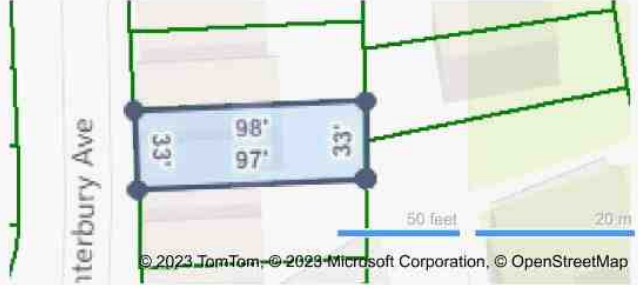 98'
33'
33'
97'
nterbury Ave
50 feet
20 m
© 2023 TomTom, © 2023 Microsoft Corporation, © OpenStreetMap